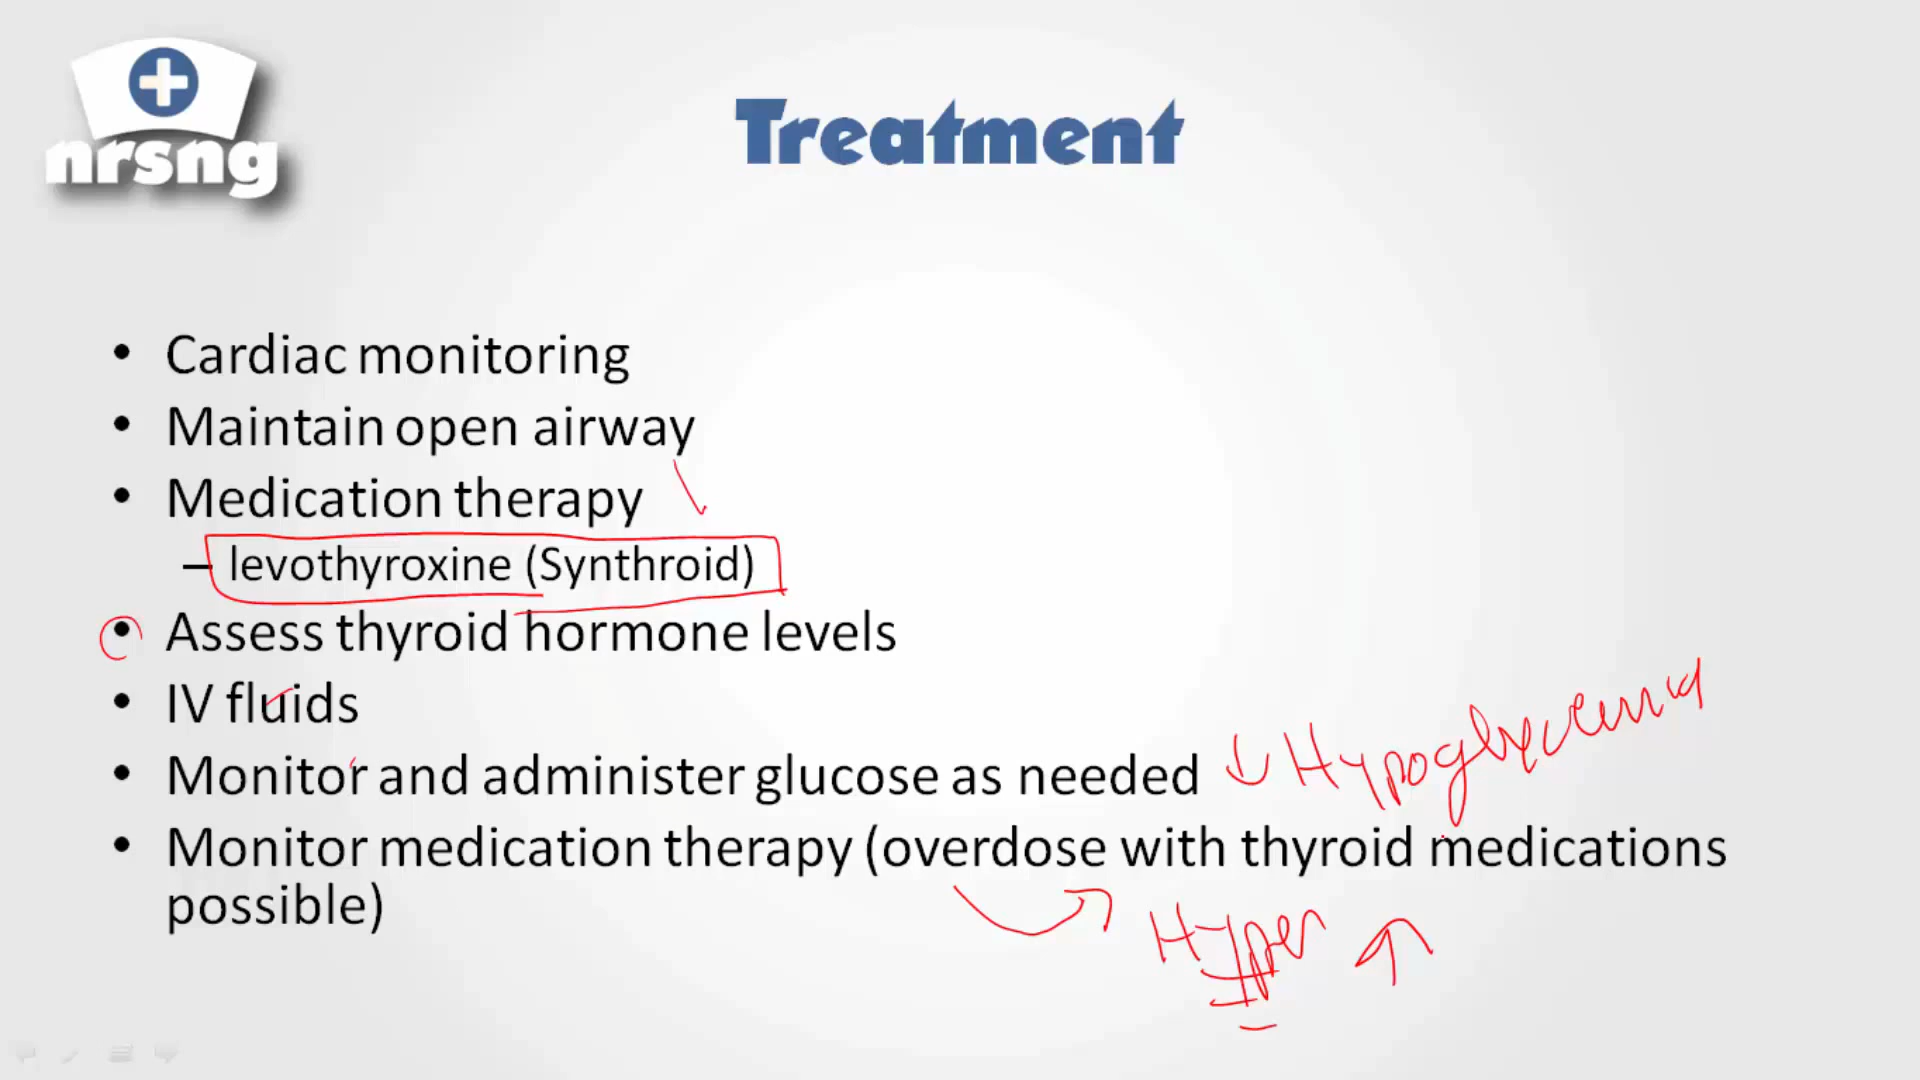 nrsng
Treatment
• Cardiac monitoring
• Maintain open airway
• Medication therapy
– levothyroxine (Synthroid)
• Assess thyroid hormone levels
• IV fluids
• Monitor and administer glucose as needed ↓ Hypoglycemia
• Monitor medication therapy (overdose with thyroid medications
possible)
Hyper ↑